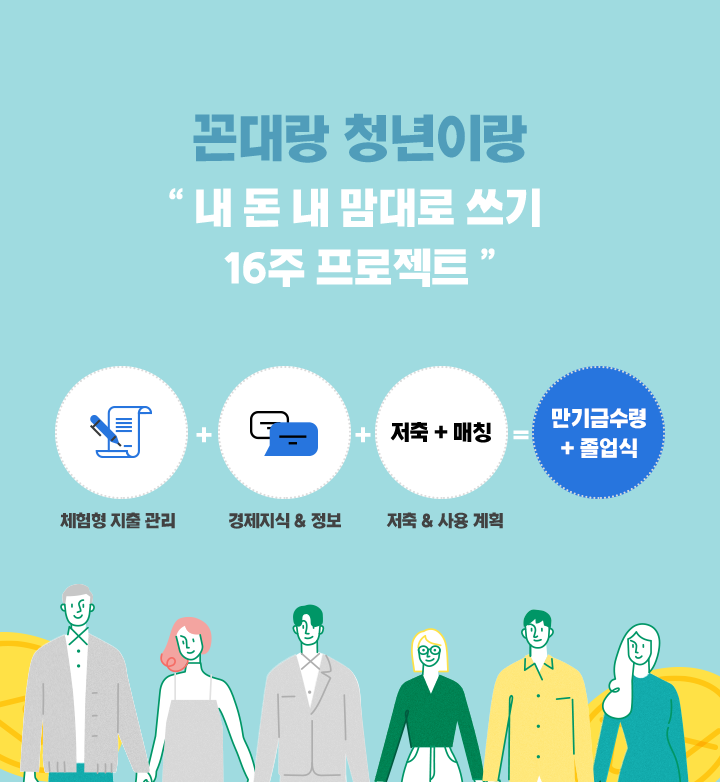 꼰대랑 청년이랑
“ 내 돈 내 맘대로 쓰기
16주 프로젝트 ”
저축 + 매칭
만기금수령
+ 졸업식
+ + =
체험형 지출 관리
경제지식 & 정보
저축 & 사용 계획